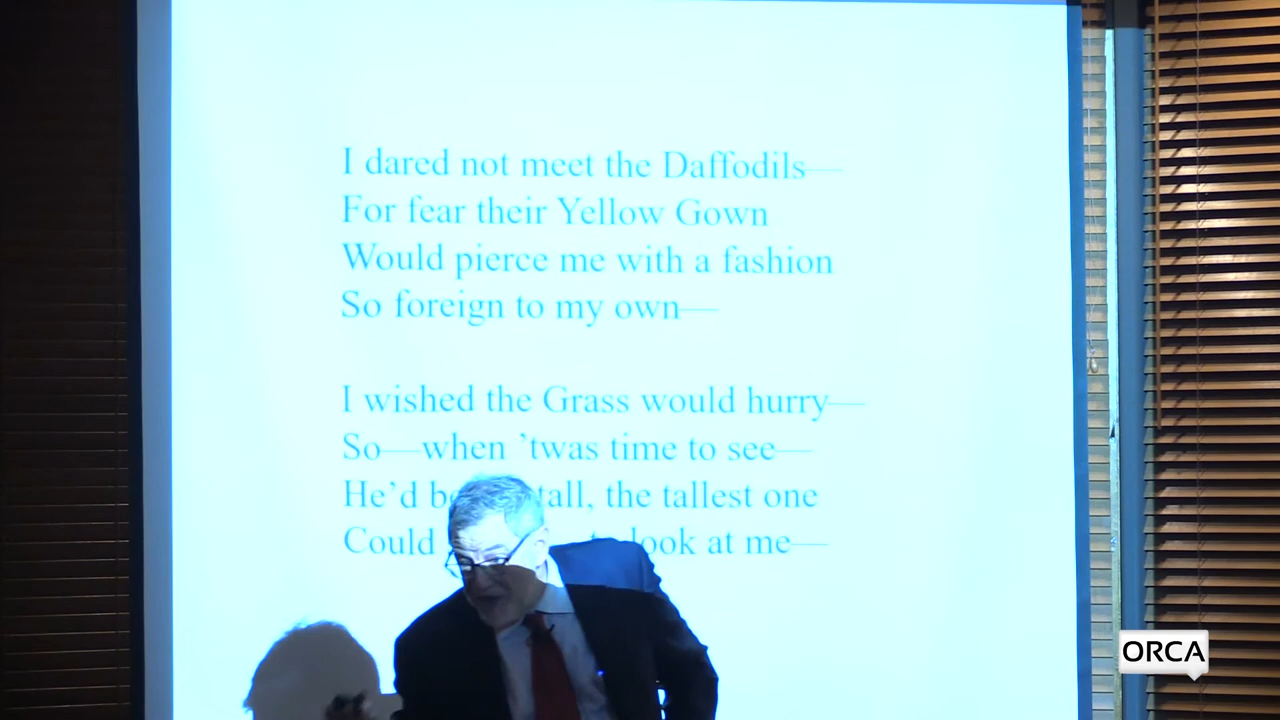 I dared not meet the Daffodils—
For fear their Yellow Gown
Would pierce me with a fashion
So foreign to my own—
I wished the Grass would hurry—
So—when ’twas time to see—
He’d tall, the tallest one
Could look at me—
ORCA